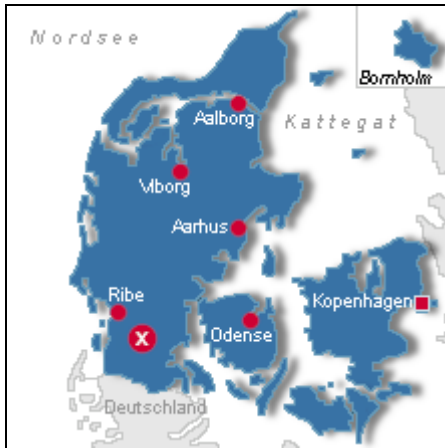 Nordsee
Bornholm
Aalborg
Kattegat
Viborg
Aarhus
Ribe
Kopenhagen
X
Odense
Deutschland